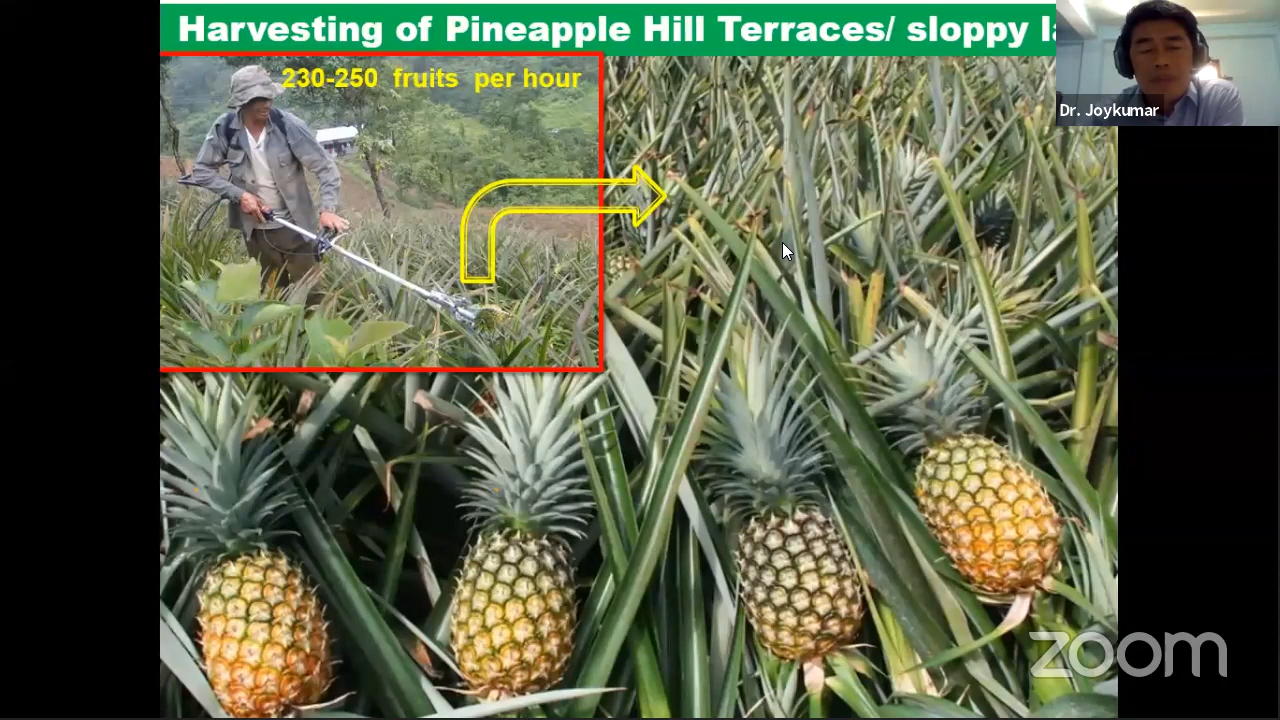 Harvesting of Pineapple Hill Terraces/ sloppy
230-250 fruits per hour
Dr. Joykumar
zoom